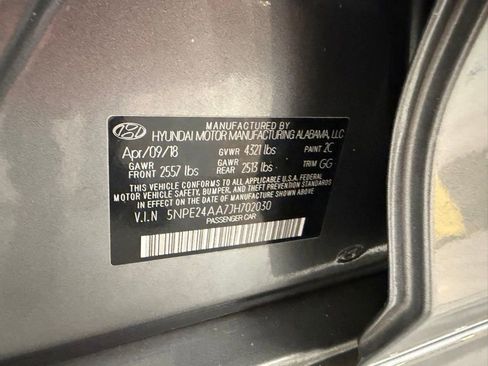 MANUFACTURED BY
HYUNDAI MOTOR MANUFACTURING ALABAMA, LLC
Apr/09/18 GVWR 4321 lbs PAINT 2C
GAWR FRONT 2557 lbs GAWR REAR 2513 lbs TRIM GG
THIS VEHICLE CONFORMS TO ALL APPLICABLE U.S.A. FEDERAL
MOTOR VEHICLE SAFETY, BUMPER, AND THEFT PREVENTION STANDARDS
IN EFFECT ON THE DATE OF MANUFACTURE SHOWN ABOVE.
V.I.N 5NPE24AA7JH702030
PASSENGER CAR